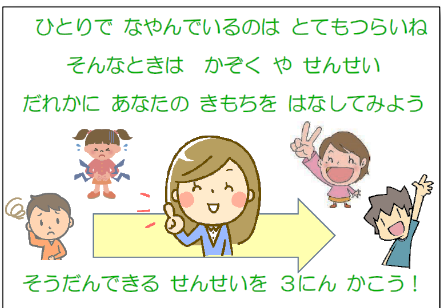 ひとりで なやんでいるのは とてもつらいね
そんなときは　かぞく や せんせい
だれかに あなたの きもちを はなしてみよう
そうだんできる せんせいを ３にん かこう！